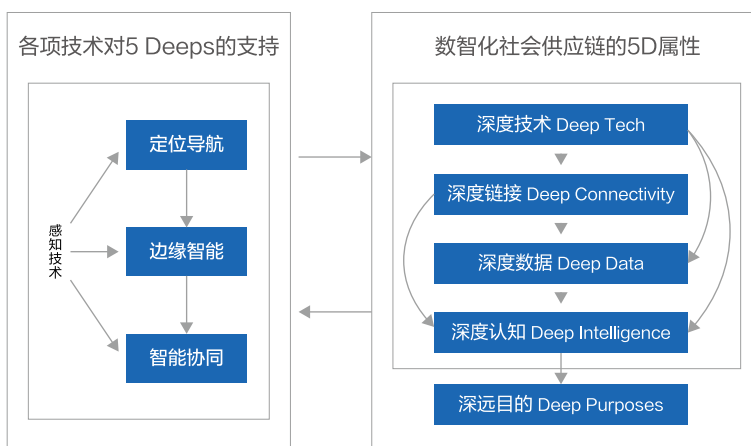 各项技术对5 Deeps的支持
感知技术
定位导航
边缘智能
智能协同
数智化社会供应链的5D属性
深度技术 Deep Tech
深度链接 Deep Connectivity
深度数据 Deep Data
深度认知 Deep Intelligence
深远目的 Deep Purposes